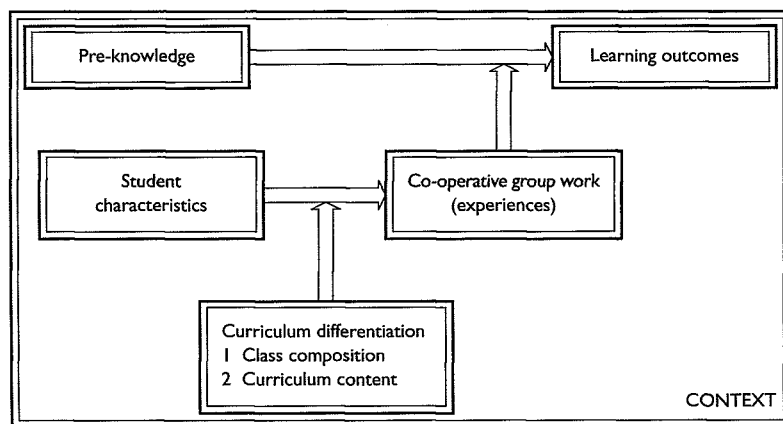 Pre-knowledge
Learning outcomes
Student
characteristics
Co-operative group work
(experiences)
Curriculum differentiation
1 Class composition
2 Curriculum content
CONTEXT